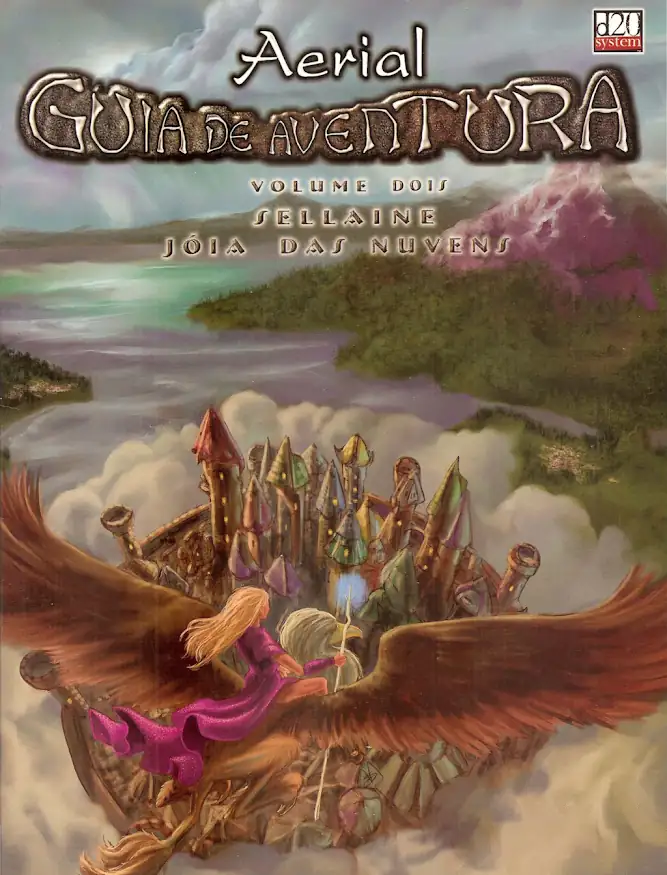 d20
system
Aerial
GUIA DE AVENTURA
VOLUME DOIS
SELLAINE
JÓIA DAS NUVENS